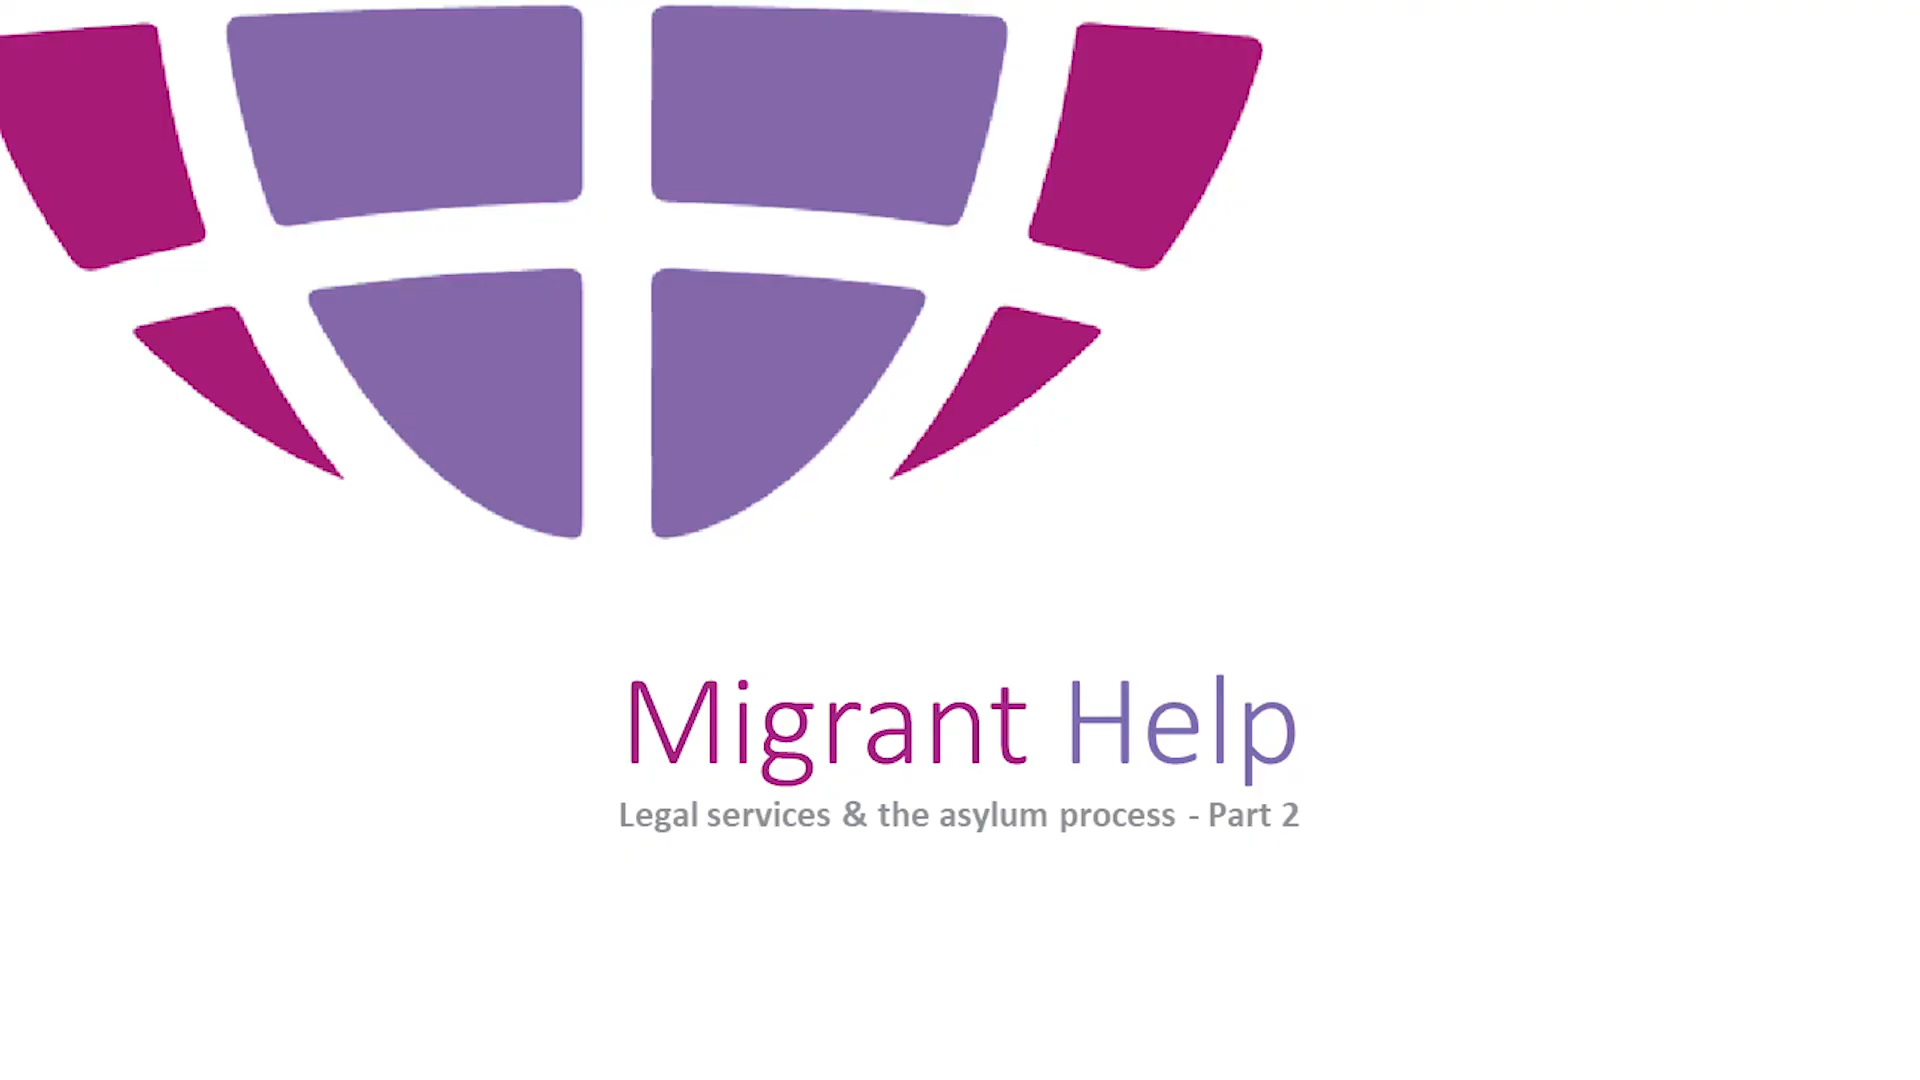 Migrant Help
Legal services & the asylum process - Part 2